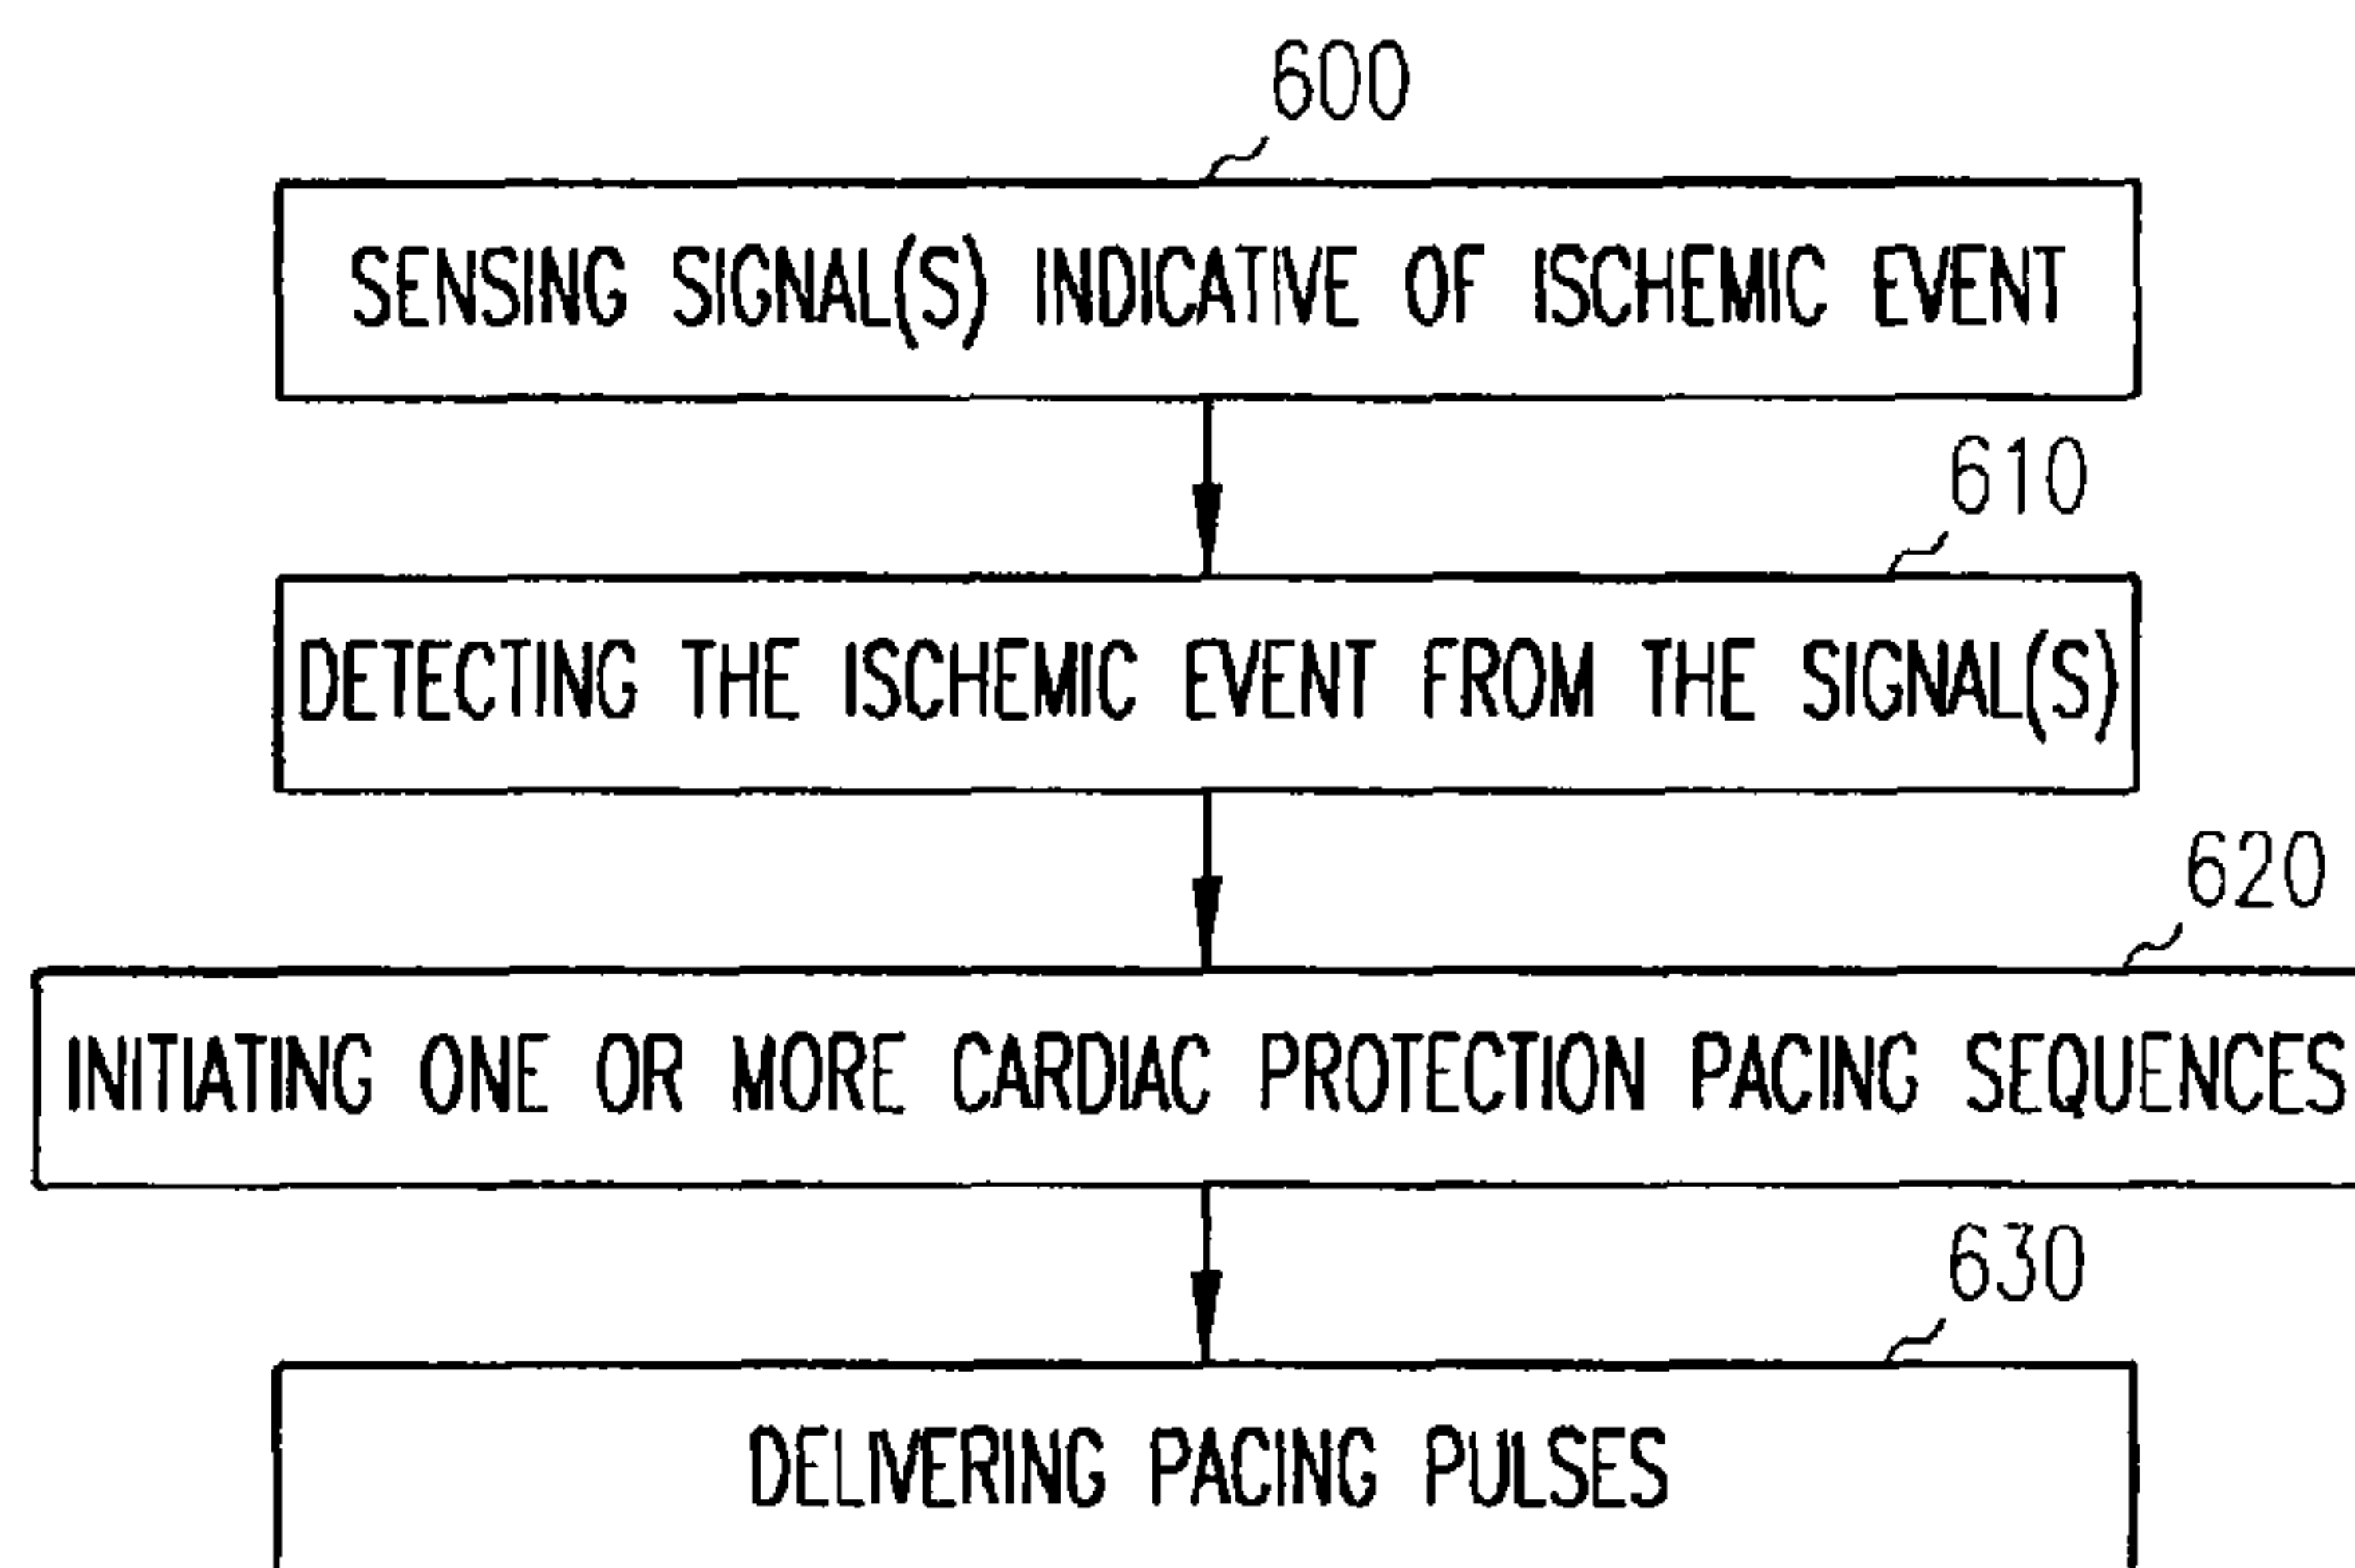 600
SENSING SIGNAL(S) INDICATIVE OF ISCHEMIC EVENT
610
DETECTING THE ISCHEMIC EVENT FROM THE SIGNAL(S)
620
INITIATING ONE OR MORE CARDIAC PROTECTION PACING SEQUENCES
630
DELIVERING PACING PULSES